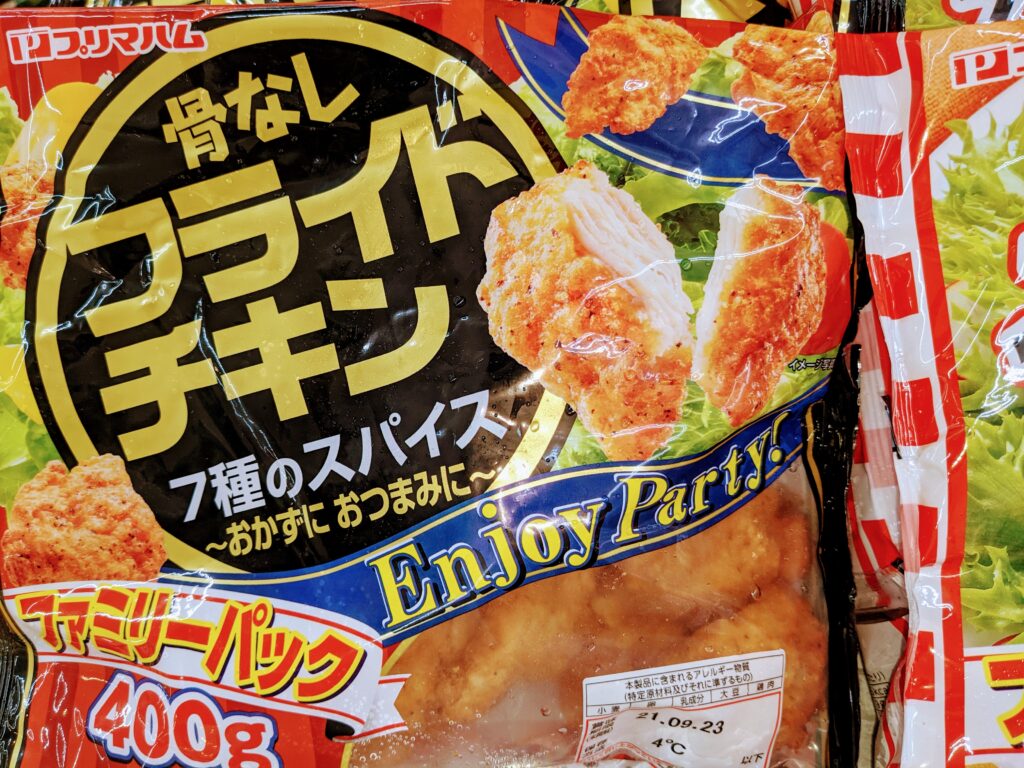 プリマハム
骨なし
フライド
チキン
7種のスパイス
~おかずに おつまみに~
Enjoy Party!
イメージ写真
ファミリーパック
400g
本製品に含まれるアレルギー物質
(特定原材料及びそれに準ずるもの)
小麦 卵 乳成分 大豆 鶏肉
21.09.23
4℃
以下